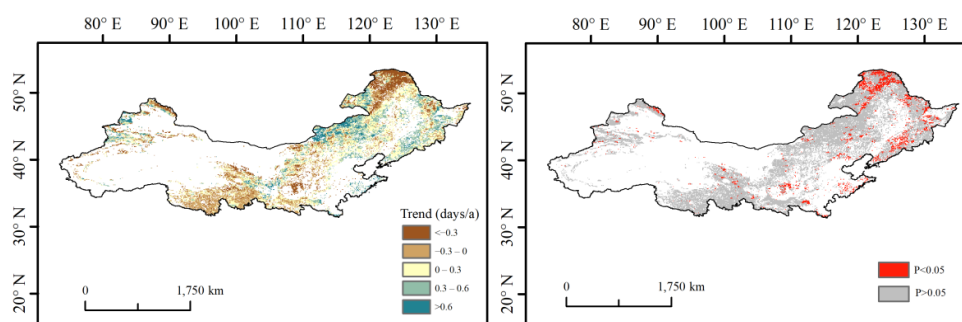 80° E 90° E 100° E 110° E 120° E 130° E
50° N
40° N
30° N
20° N
Trend (days/a)
<−0.3
−0.3 – 0
0 – 0.3
0.3 – 0.6
>0.6
0 1,750 km
80° E 90° E 100° E 110° E 120° E 130° E
50° N
40° N
30° N
20° N
P<0.05
P>0.05
0 1,750 km